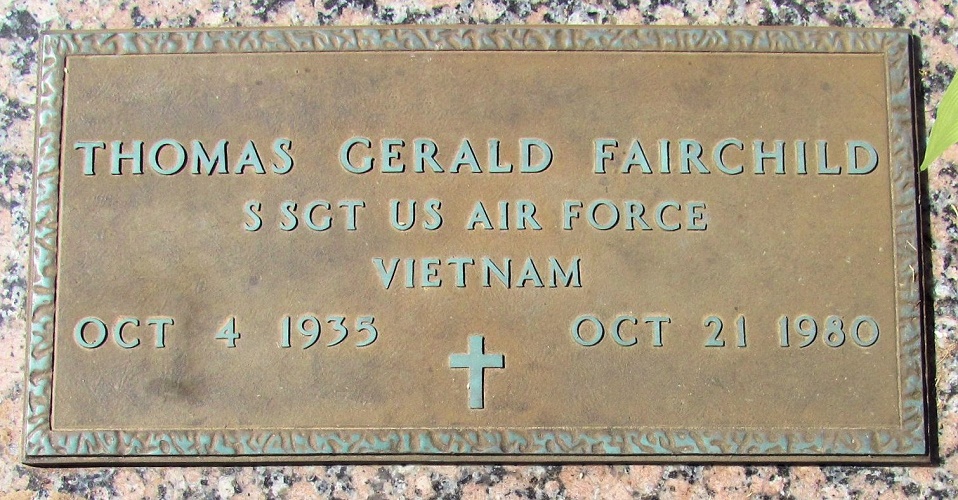 THOMAS GERALD FAIRCHILD
S SGT US AIR FORCE
VIETNAM
OCT 4 1935 OCT 21 1980